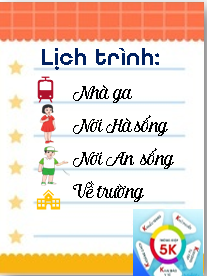 Lịch trình:
Nhà ga
Nơi Hà sống
Nơi An sống
Về trường
5K